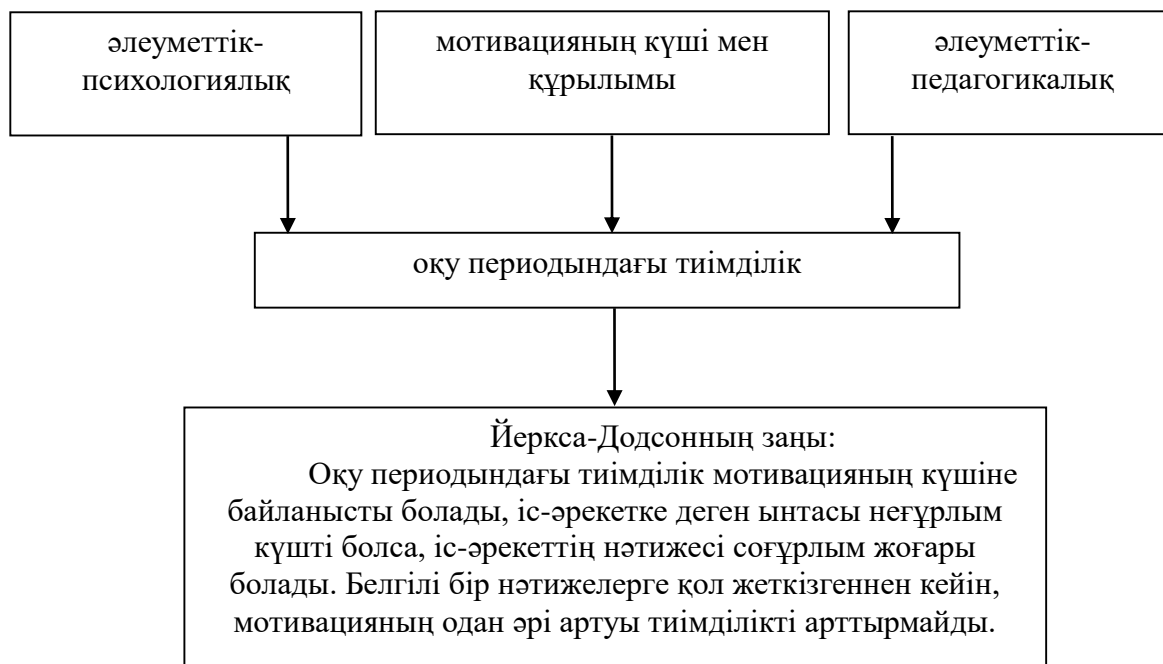 әлеуметтік-
психологиялық
мотивацияның күші мен
құрылымы
әлеуметтік-
педагогикалық
оқу периодындағы тиімділік
Йеркса-Додсонның заңы:
Оқу периодындағы тиімділік мотивацияның күшіне
байланысты болады, іс-әрекетке деген ынтасы неғұрлым
күшті болса, іс-әрекеттің нәтижесі соғұрлым жоғары
болады. Белгілі бір нәтижелерге қол жеткізгеннен кейін,
мотивацияның одан әрі артуы тиімділікті арттырмайды.